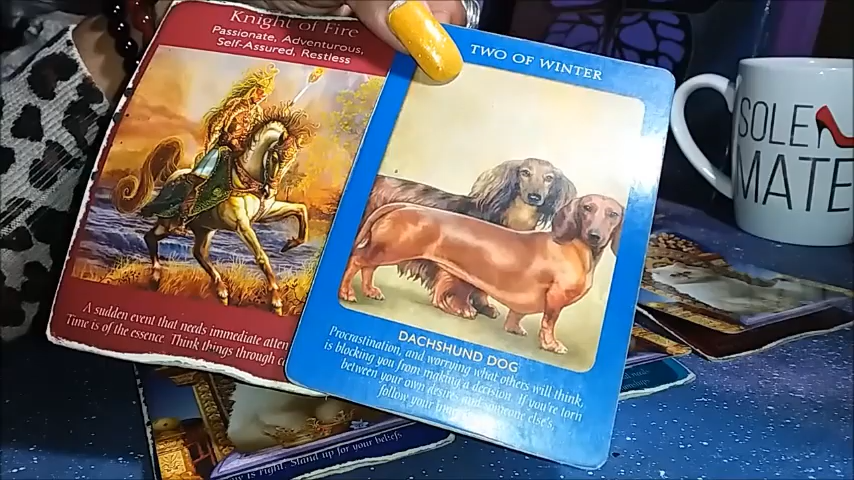 Knight of Fire
Passionate, Adventurous,
Self-Assured, Restless
A sudden event that needs immediate
Time is of the essence. Think things through
TWO OF WINTER
DACHSHUND DOG
Procrastination, and worrying what others will think,
is blocking you from making a decision. If you're torn
between your own desires and someone else's,
follow your
SOLE
MATE
is right. Stand up for your beliefs.